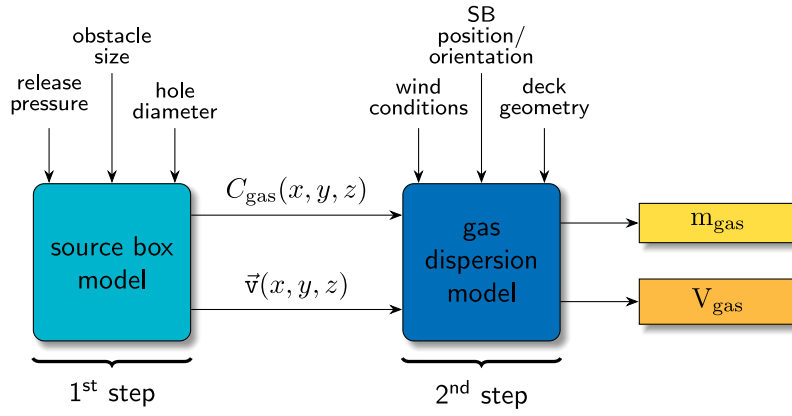 release
pressure
obstacle
size
hole
diameter
wind
conditions
SB
position/
orientation
deck
geometry
source box
model
C_gas(x, y, z)
v⃗(x, y, z)
gas
dispersion
model
m_gas
V_gas
1st step
2nd step